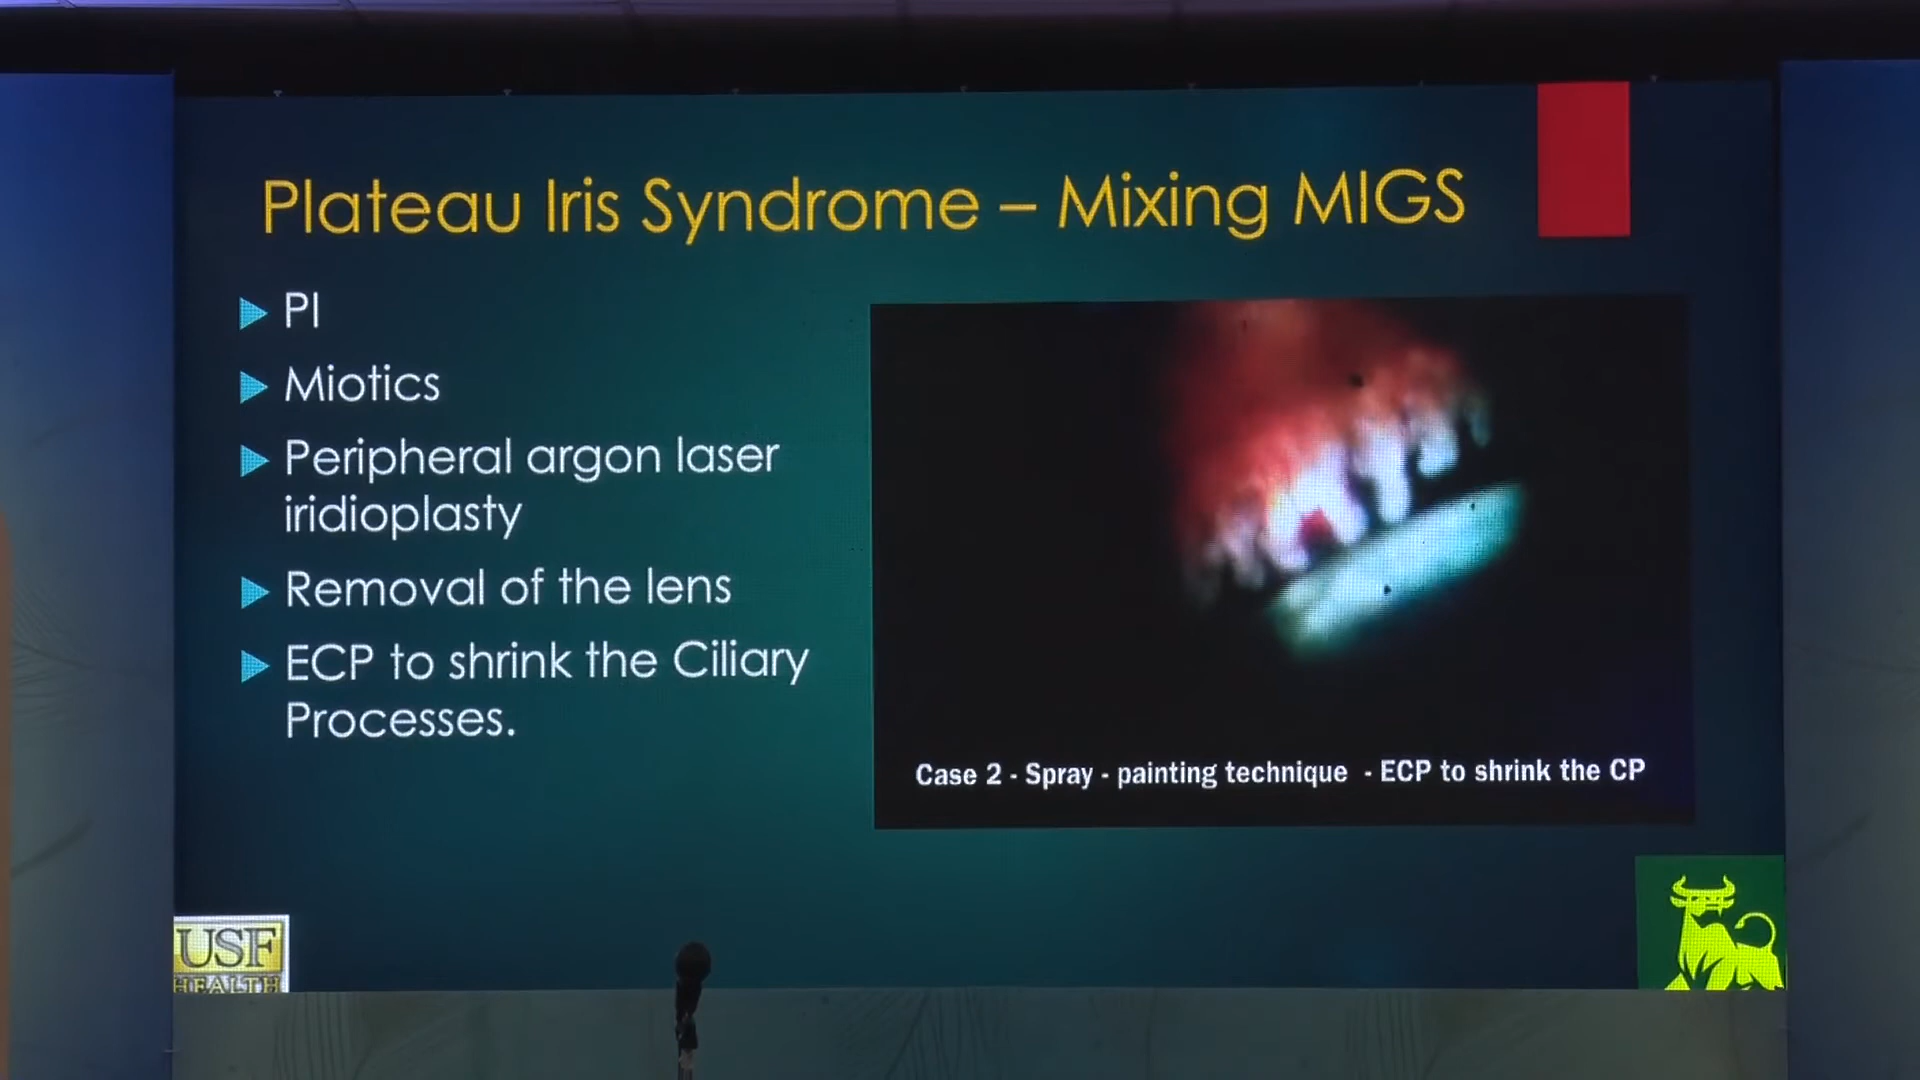 Plateau Iris Syndrome – Mixing MIGS
PI
Miotics
Peripheral argon laser
iridioplasty
Removal of the lens
ECP to shrink the Ciliary
Processes.
Case 2 - Spray - painting technique - ECP to shrink the CP
USF
HEALTH